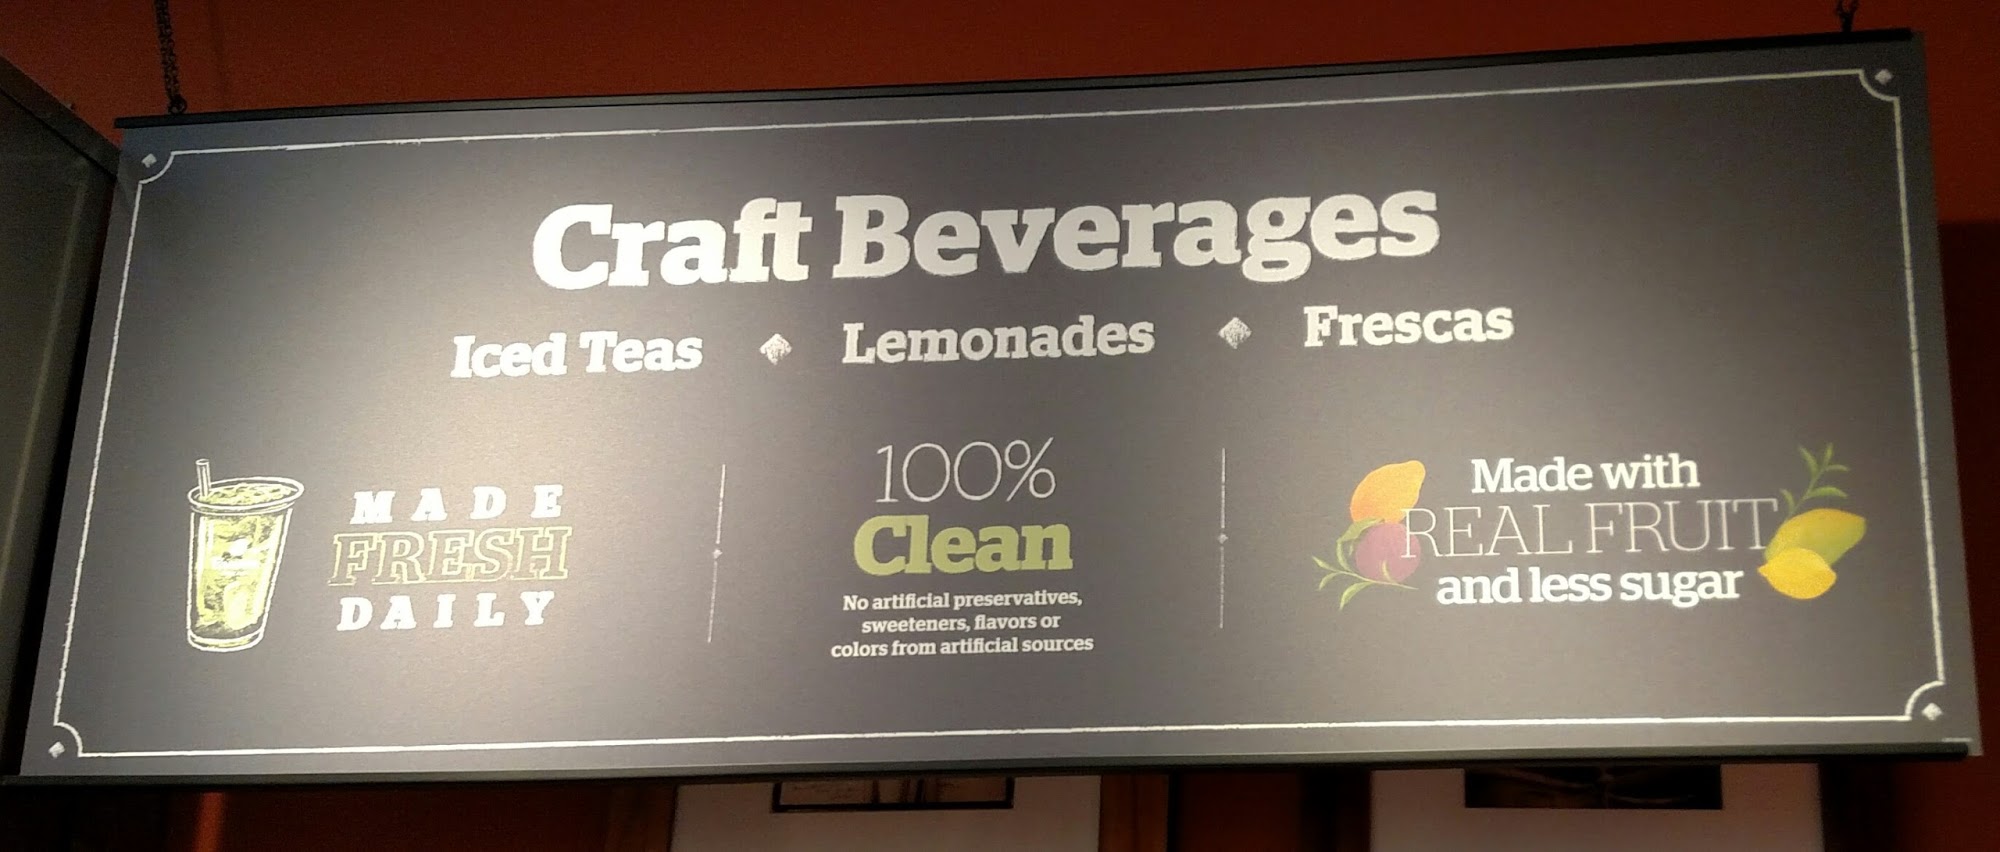 Craft Beverages
Iced Teas ◆ Lemonades ◆ Frescas
MADE
FRESH
DAILY
100%
Clean
No artificial preservatives,
sweeteners, flavors or
colors from artificial sources
Made with
REAL FRUIT
and less sugar